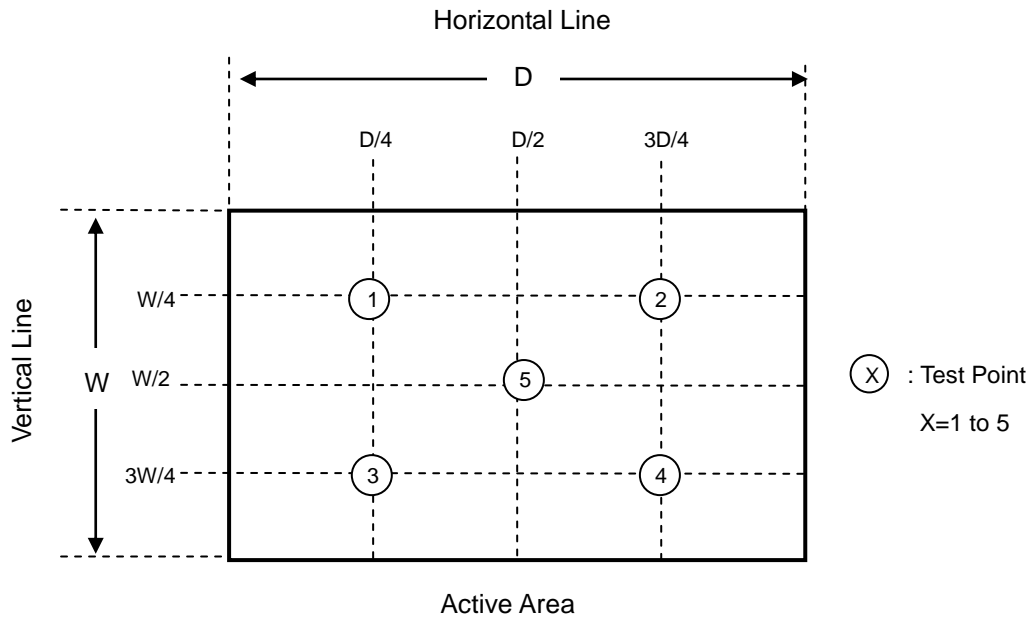 Horizontal Line
D
D/4
D/2
3D/4
Vertical Line
W
W/4
1
2
W/2
5
X : Test Point
X=1 to 5
3W/4
3
4
Active Area